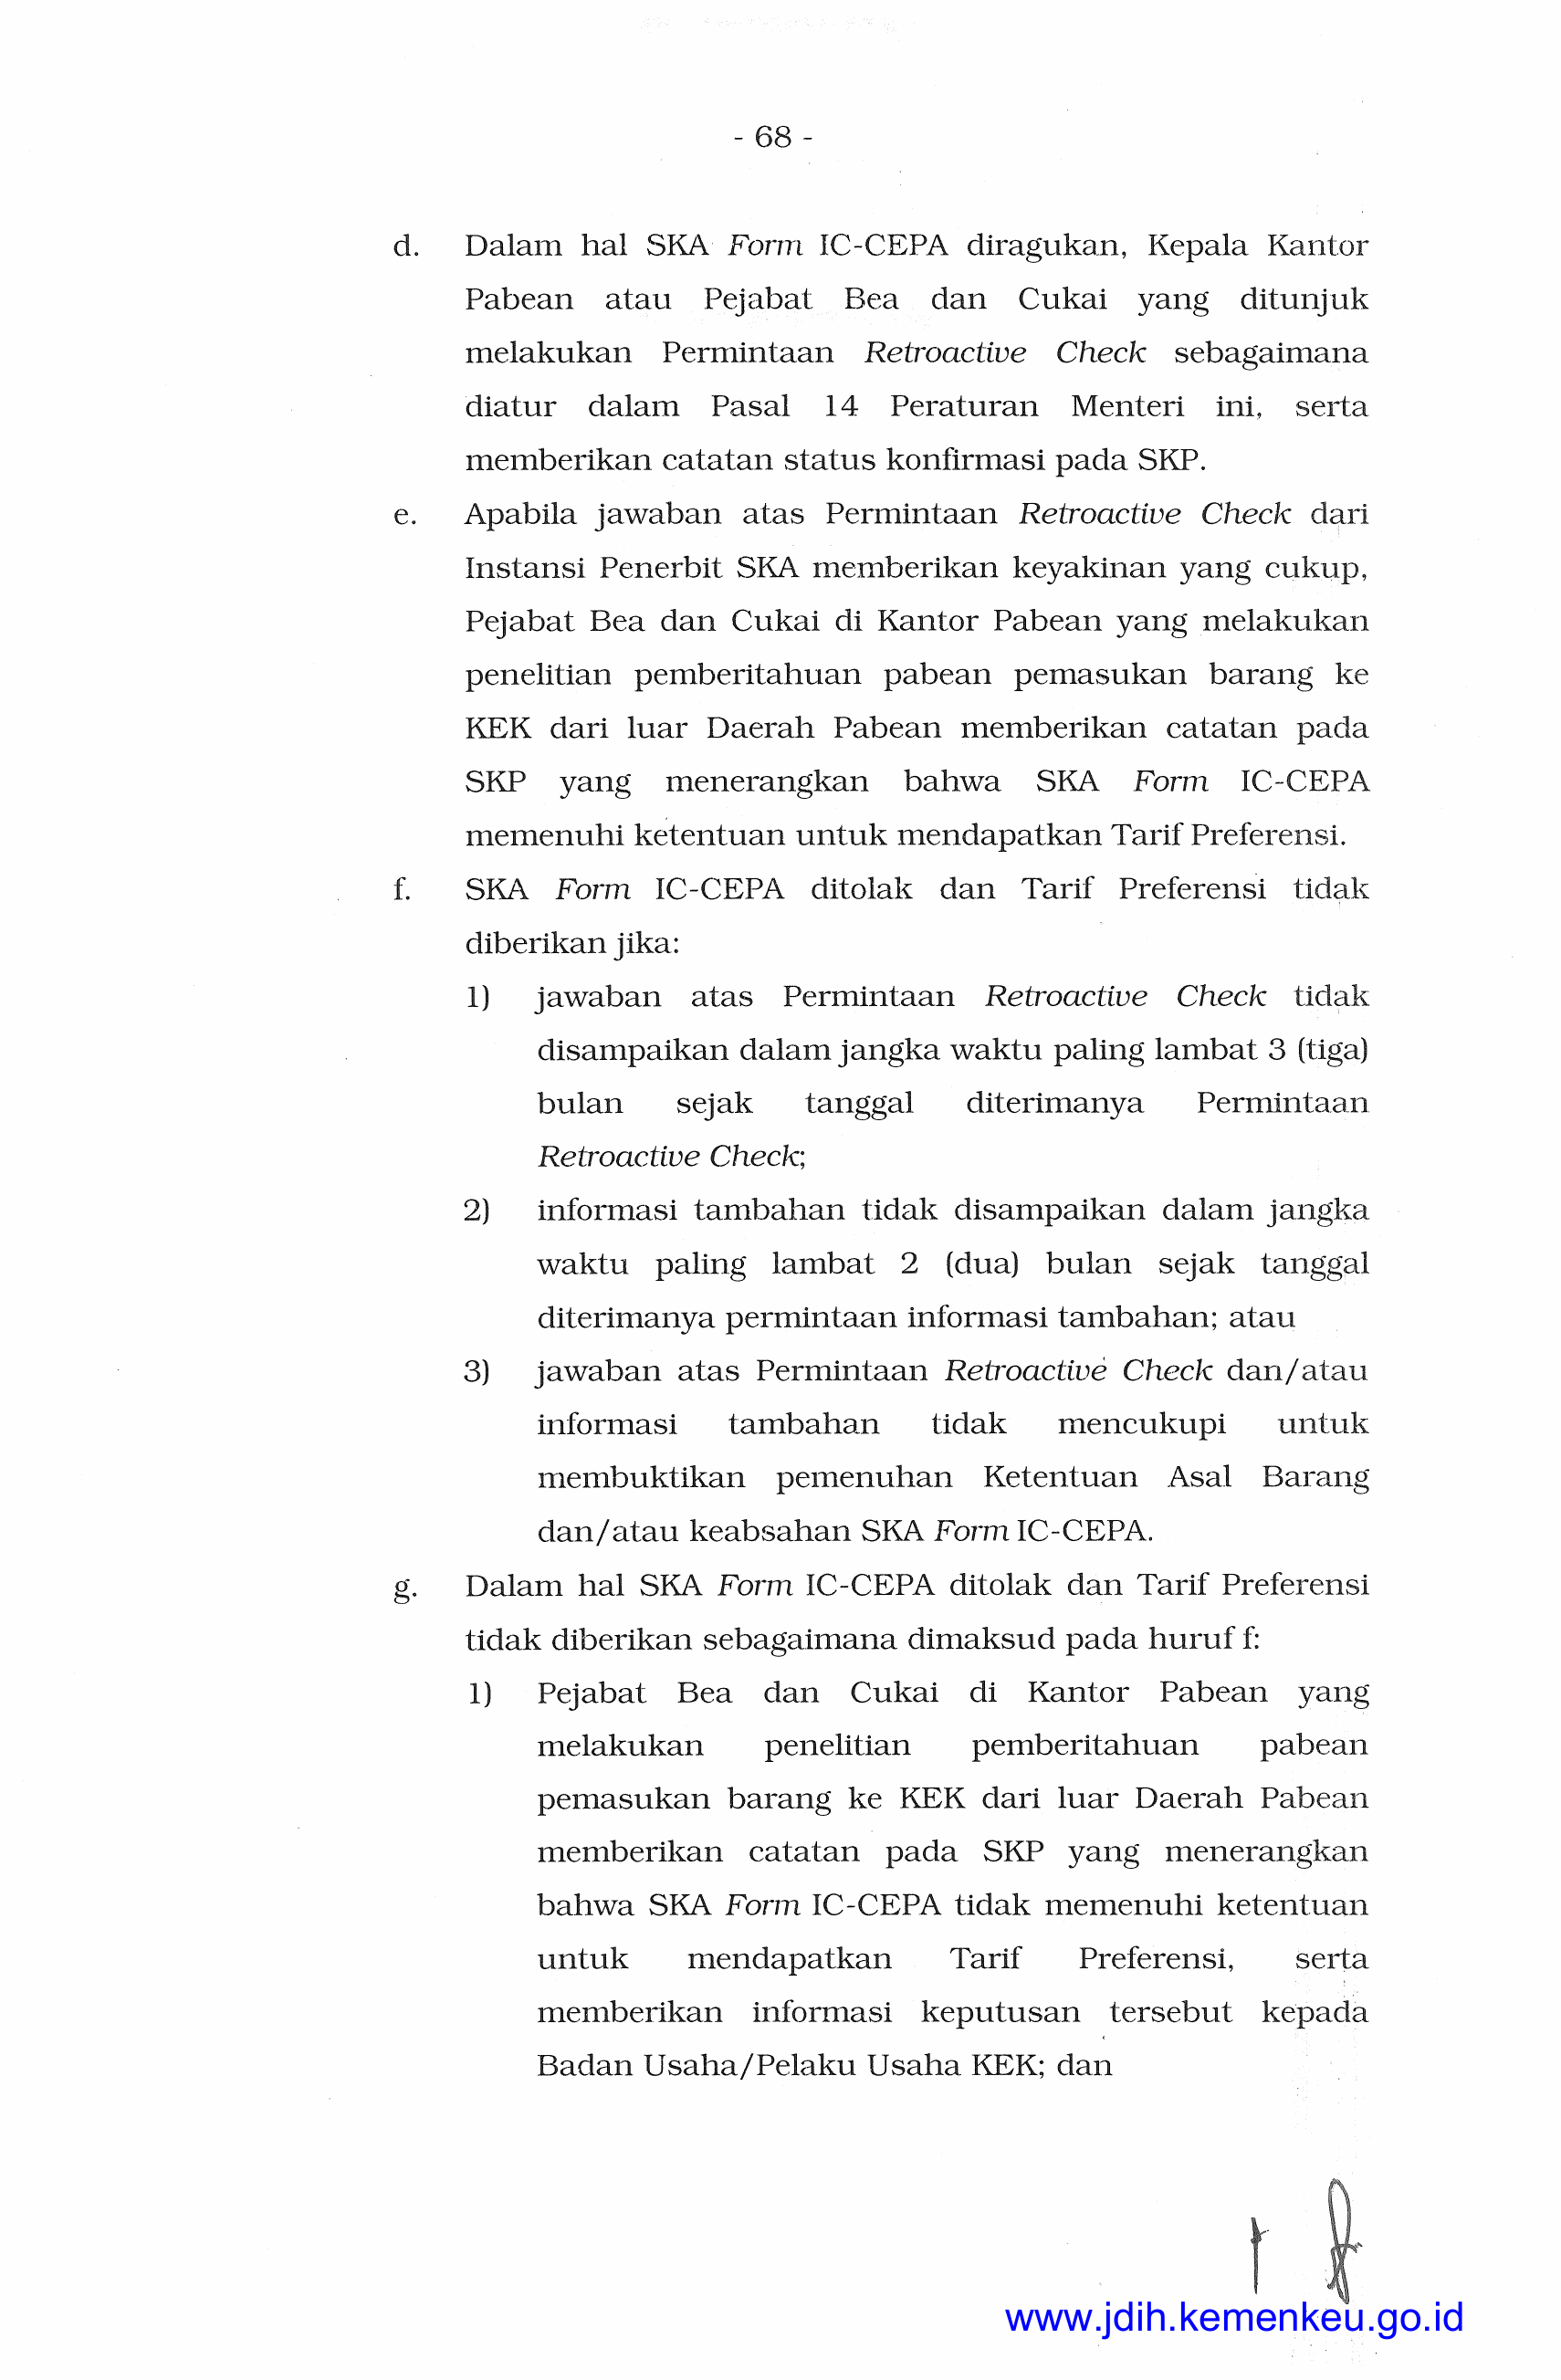 - 68 -
d. Dalam hal SKA Form IC-CEPA diragukan, Kepala Kantor
Pabean atau Pejabat Bea dan Cukai yang ditunjuk
melakukan Permintaan Retroactive Check sebagaimana
diatur dalam Pasal 14 Peraturan Menteri ini, serta
memberikan catatan status konfirmasi pada SKP.
e. Apabila jawaban atas Permintaan Retroactive Check dari
Instansi Penerbit SKA memberikan keyakinan yang cukup,
Pejabat Bea dan Cukai di Kantor Pabean yang melakukan
penelitian pemberitahuan pabean pemasukan barang ke
KEK dari luar Daerah Pabean memberikan catatan pada
SKP yang menerangkan bahwa SKA Form IC-CEPA
memenuhi ketentuan untuk mendapatkan Tarif Preferensi.
f. SKA Form IC-CEPA ditolak dan Tarif Preferensi tidak
diberikan jika:
1) jawaban atas Permintaan Retroactive Check tidak
disampaikan dalam jangka waktu paling lambat 3 (tiga)
bulan sejak tanggal diterimanya Permintaan
Retroactive Check;
2) informasi tambahan tidak disampaikan dalam jangka
waktu paling lambat 2 (dua) bulan sejak tanggal
diterimanya permintaan informasi tambahan; atau
3) jawaban atas Permintaan Retroactive Check dan/atau
informasi tambahan tidak mencukupi untuk
membuktikan pemenuhan Ketentuan Asal Barang
dan/atau keabsahan SKA Form IC-CEPA.
g. Dalam hal SKA Form IC-CEPA ditolak dan Tarif Preferensi
tidak diberikan sebagaimana dimaksud pada huruf f:
1) Pejabat Bea dan Cukai di Kantor Pabean yang
melakukan penelitian pemberitahuan pabean
pemasukan barang ke KEK dari luar Daerah Pabean
memberikan catatan pada SKP yang menerangkan
bahwa SKA Form IC-CEPA tidak memenuhi ketentuan
untuk mendapatkan Tarif Preferensi, serta
memberikan informasi keputusan tersebut kepada
Badan Usaha/Pelaku Usaha KEK; dan
www.jdih.kemenkeu.go.id